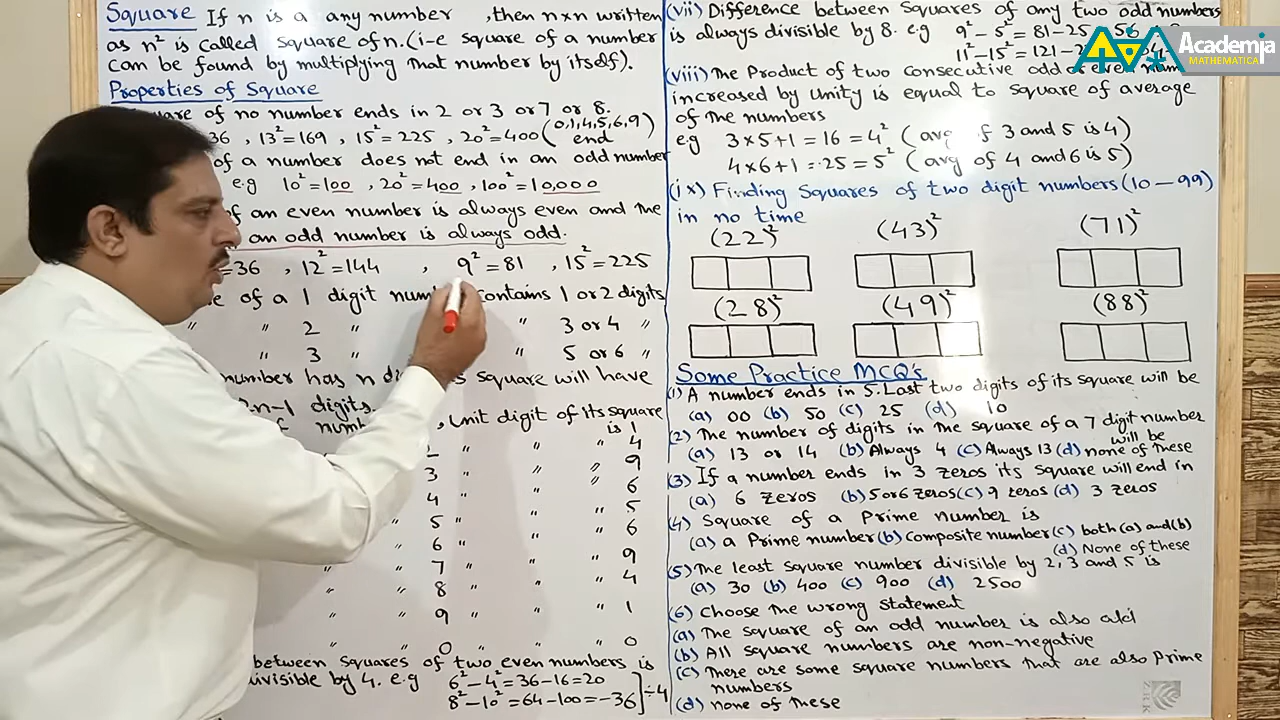 Square If n is a any number , then n×n written
as n² is called square of n. (i-e square of a number
can be found by multiplying that number by itself).
Properties of Square
of no number ends in 2 or 3 or 7 or 8.
36 , 13²=169 , 15²=225 , 20²=400 (0,1,4,5,6,9)
end
of a number does not end in an odd number
e.g 10²=100 , 20²=400 , 100²=10,000
of an even number is always even and the
an odd number is always odd.
=36 , 12²=144 , 9²=81 , 15²=225
of a 1 digit contains 1 or 2 digits
" " 2 " " 3 or 4 "
" 3 " " 5 or 6 "
number has n square will have
2n-1 digits.
, Unit digit of its square
is 1
2 " " " 4
3 " " " 9
4 " " " 6
" 5 " " " 5
" 6 " " " 6
" 7 " " " 9
" " 8 " " " 4
" " 9 " " " 1
" " 0 " " " 0
between squares of two even numbers is
divisible by 4. e.g 6²-4²=36-16=20
8²-10²=64-100=-36 ] ÷4
(vii) Difference between squares of any two odd numbers
is always divisible by 8. e.g 9²-5²=81-25 56
11²-15²=121-2
(viii) The Product of two consecutive odd or even num
increased by Unity is equal to square of average
of the numbers
e.g 3×5+1=16=4² (avg of 3 and 5 is 4)
4×6+1=25=5² (avg of 4 and 6 is 5)
(ix) Finding Squares of two digit numbers (10-99)
in no time
(22)² (43)² (71)²
(28)² (49)² (88)²
Some Practice MCQ's
(1) A number ends in 5. Last two digits of its square will be
(a) 00 (b) 50 (c) 25 (d) 10
(2) The number of digits in the square of a 7 digit number
will be
(a) 13 or 14 (b) Always 4 (c) Always 13 (d) none of these
(3) If a number ends in 3 zeros its square will end in
(a) 6 zeros (b) 5 or 6 zeros (c) 9 zeros (d) 3 zeros
(4) Square of a Prime number is
(a) a Prime number (b) composite number (c) both (a) and (b)
(d) None of these
(5) The least square number divisible by 2, 3 and 5 is
(a) 30 (b) 400 (c) 900 (d) 2500
(6) Choose the wrong statement
(a) The square of an odd number is also odd
(b) All square numbers are non-negative
(c) There are some square numbers that are also Prime
numbers
(d) none of these
Academia
MATHEMATICA